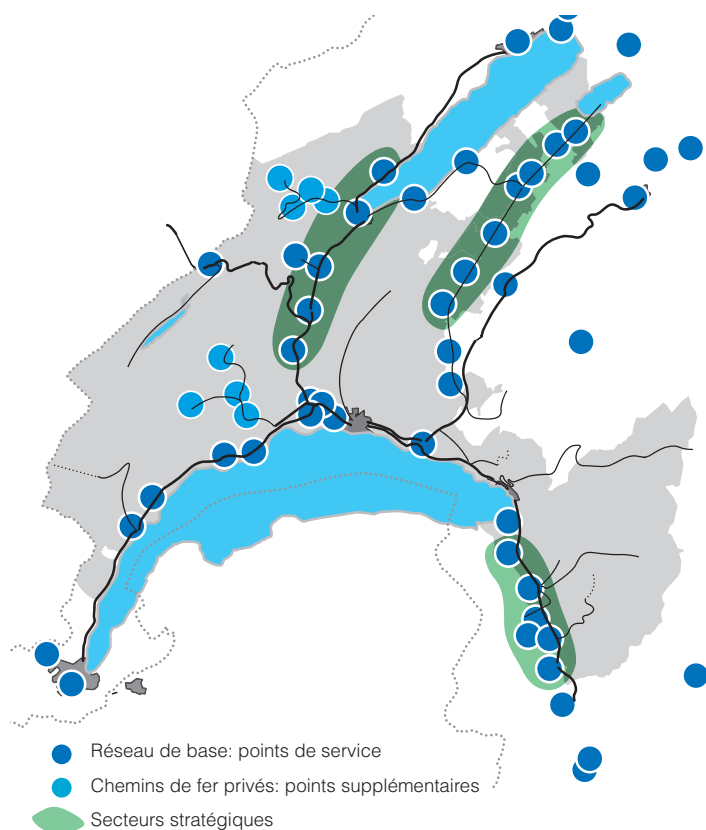 Réseau de base: points de service
Chemins de fer privés: points supplémentaires
Secteurs stratégiques